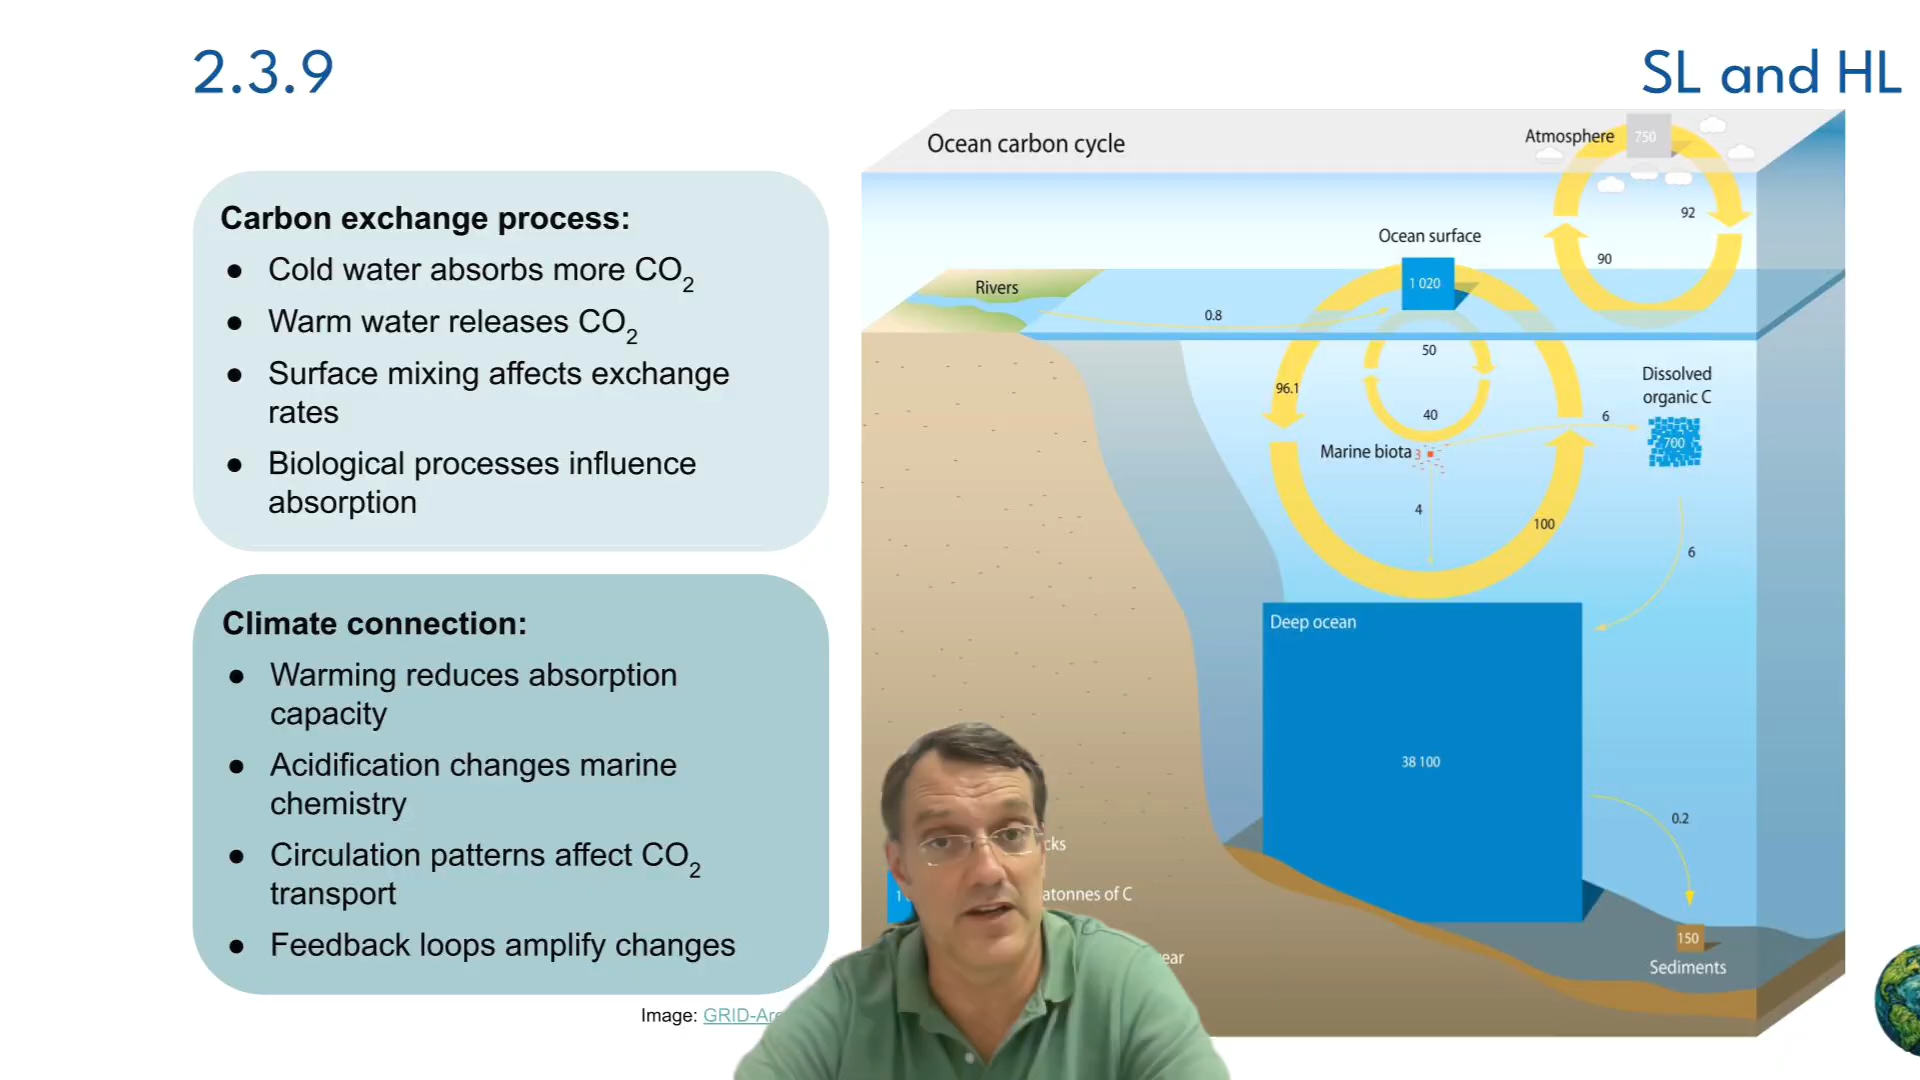 2.3.9
SL and HL
Carbon exchange process:
● Cold water absorbs more CO₂
● Warm water releases CO₂
● Surface mixing affects exchange
rates
● Biological processes influence
absorption
Climate connection:
● Warming reduces absorption
capacity
● Acidification changes marine
chemistry
● Circulation patterns affect CO₂
transport
● Feedback loops amplify changes
Image:
Ocean carbon cycle
Atmosphere 750
92
90
Ocean surface
1 020
Rivers
0.8
50
96.1
40
Dissolved
organic C
6
700
Marine biota 3
4
100
6
Deep ocean
38 100
0.2
150
Sediments
of C